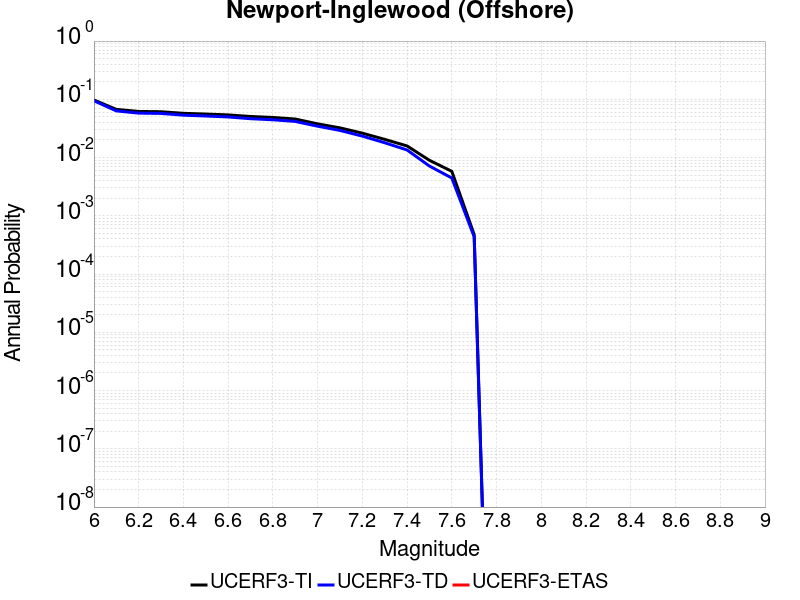 Newport-Inglewood (Offshore)
Annual Probability
10^0
10^-1
10^-2
10^-3
10^-4
10^-5
10^-6
10^-7
10^-8
6 6.2 6.4 6.6 6.8 7 7.2 7.4 7.6 7.8 8 8.2 8.4 8.6 8.8 9
Magnitude
UCERF3-TI UCERF3-TD UCERF3-ETAS